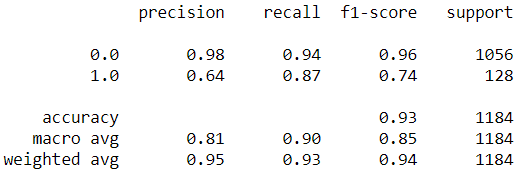 precision recall f1-score support
0.0 0.98 0.94 0.96 1056
1.0 0.64 0.87 0.74 128
accuracy 0.93 1184
macro avg 0.81 0.90 0.85 1184
weighted avg 0.95 0.93 0.94 1184